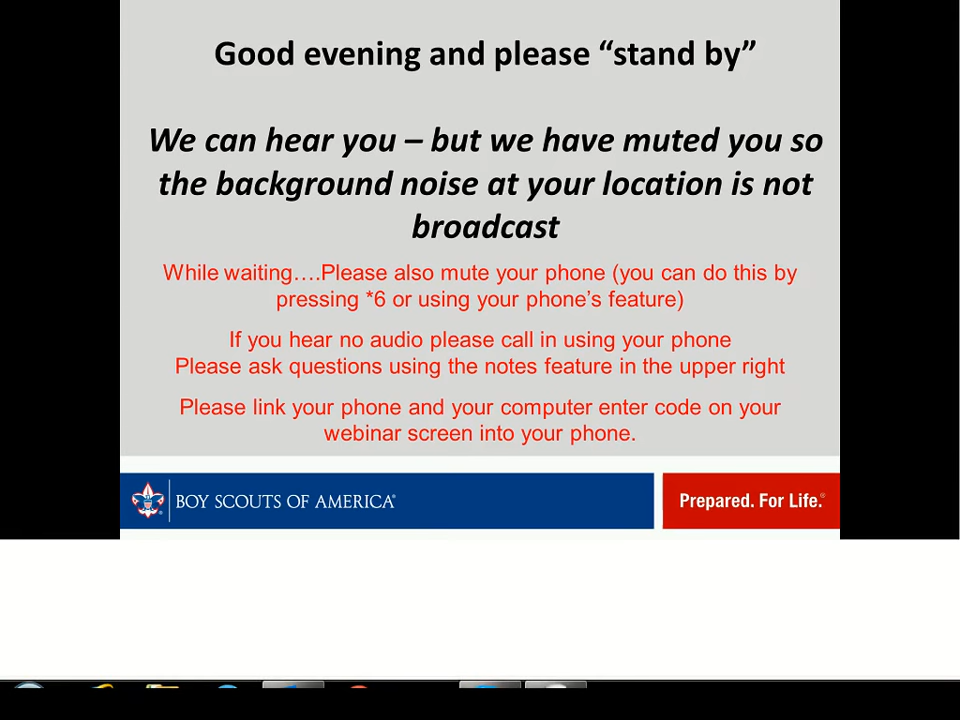 Good evening and please “stand by”
We can hear you – but we have muted you so
the background noise at your location is not
broadcast
While waiting….Please also mute your phone (you can do this by
pressing *6 or using your phone’s feature)
If you hear no audio please call in using your phone
Please ask questions using the notes feature in the upper right
Please link your phone and your computer enter code on your
webinar screen into your phone.
BOY SCOUTS OF AMERICA®
Prepared. For Life.®